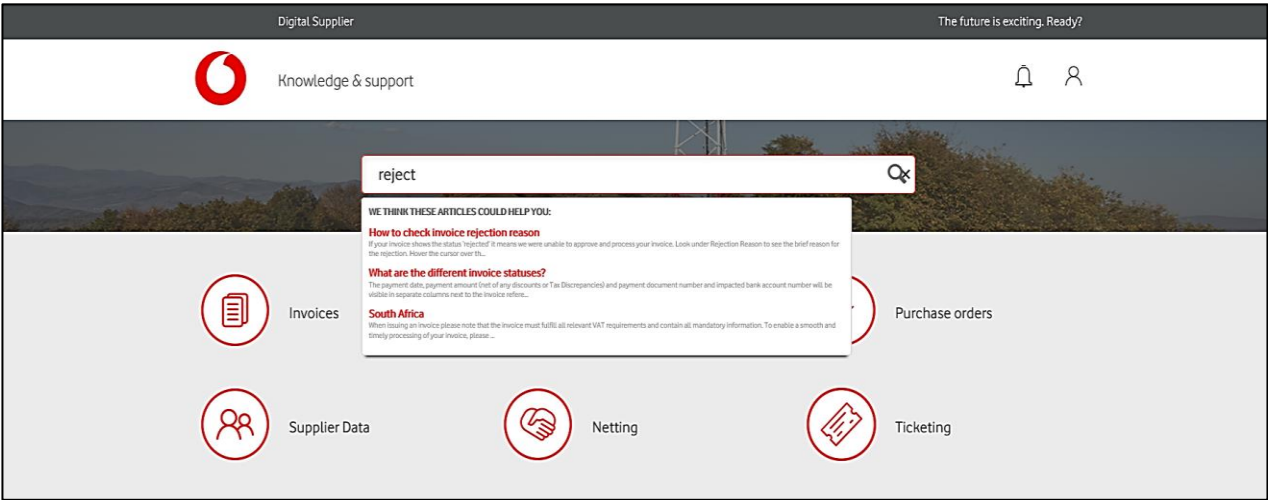 Digital Supplier
The future is exciting. Ready?
Knowledge & support
reject
WE THINK THESE ARTICLES COULD HELP YOU:
How to check invoice rejection reason
If your invoice shows the status 'rejected' it means we were unable to approve and process your invoice. Look under Rejection Reason to see the brief reason for
the rejection. Hover the cursor over th...
What are the different invoice statuses?
The payment date, payment amount (net of any discounts or Tax Discrepancies) and payment document number and impacted bank account number will be
visible in separate columns next to the invoice refere...
South Africa
When issuing an invoice please note that the invoice must fulfil all relevant VAT requirements and contain all mandatory information. To enable a smooth and
timely processing of your invoice, please ...
Invoices
Purchase orders
Supplier Data
Netting
Ticketing